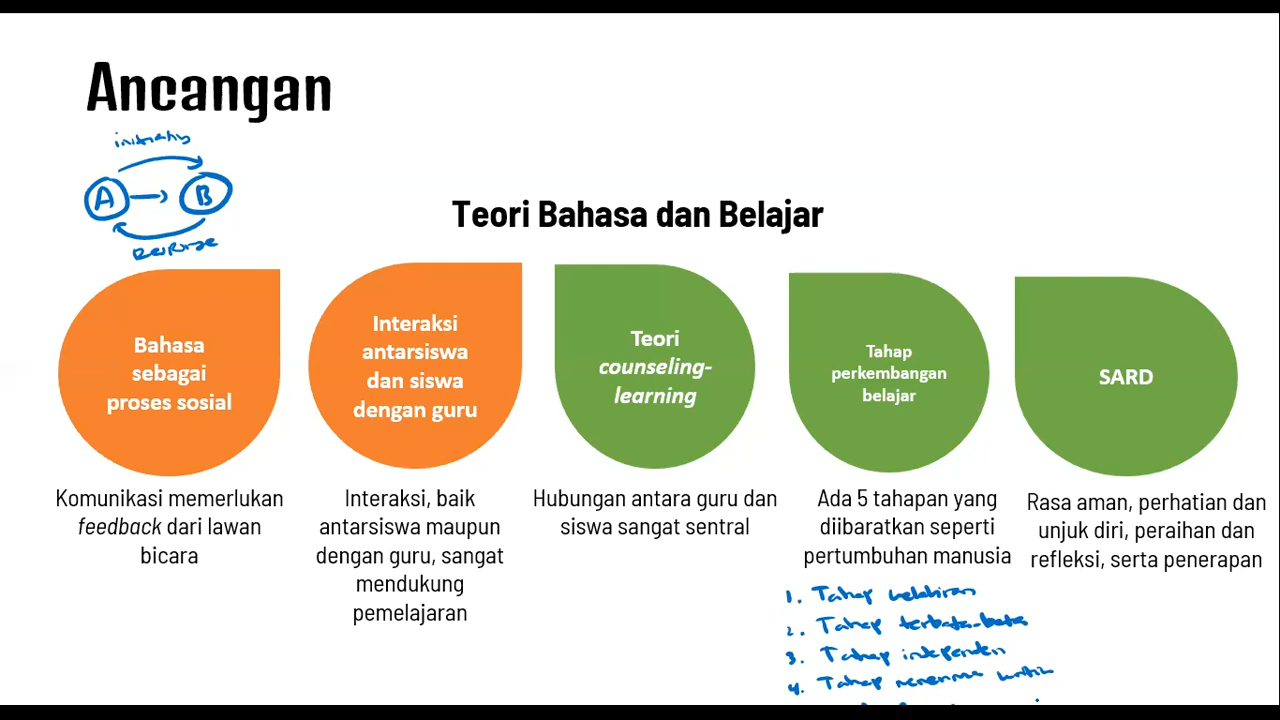 Ancangan
A
B
Response
Teori Bahasa dan Belajar
Bahasa
sebagai
proses sosial
Interaksi
antarsiswa
dan siswa
dengan guru
Teori
counseling-
learning
Tahap
perkembangan
belajar
SARD
Komunikasi memerlukan
feedback dari lawan
bicara
Interaksi, baik
antarsiswa maupun
dengan guru, sangat
mendukung
pemelajaran
Hubungan antara guru dan
siswa sangat sentral
Ada 5 tahapan yang
diibaratkan seperti
pertumbuhan manusia
Rasa aman, perhatian dan
unjuk diri, peraihan dan
refleksi, serta penerapan
1. Tahap kelahiran
2. Tahap terbata-bata
3. Tahap independen
4. Tahap menerima kritik